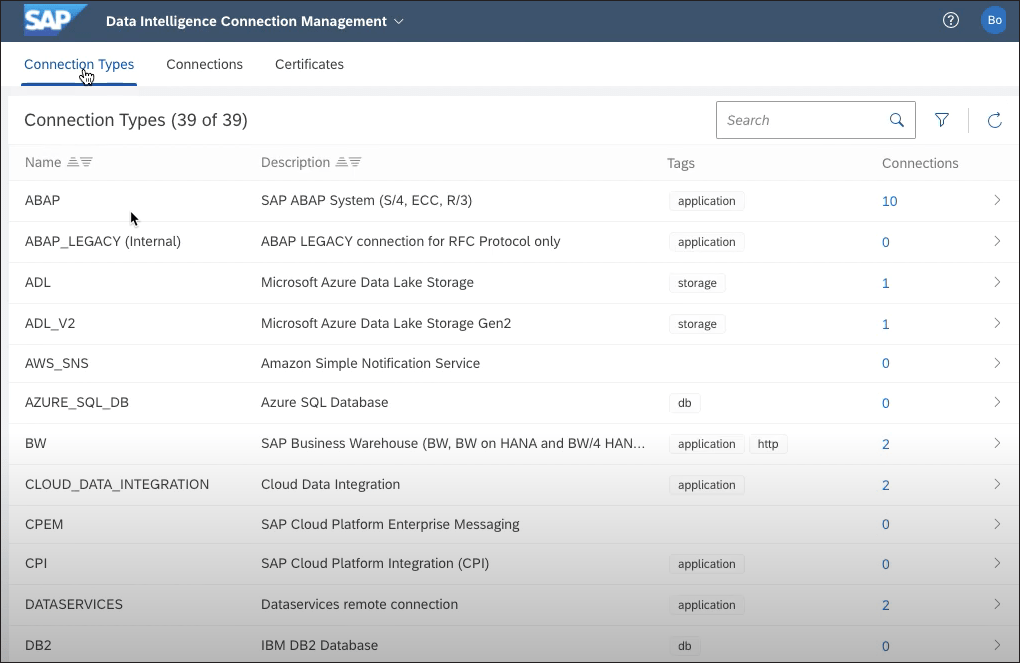 SAP Data Intelligence Connection Management Bo
Connection Types Connections Certificates
Connection Types (39 of 39) Search
Name Description Tags Connections
ABAP SAP ABAP System (S/4, ECC, R/3) application 10
ABAP_LEGACY (Internal) ABAP LEGACY connection for RFC Protocol only application 0
ADL Microsoft Azure Data Lake Storage storage 1
ADL_V2 Microsoft Azure Data Lake Storage Gen2 storage 1
AWS_SNS Amazon Simple Notification Service 0
AZURE_SQL_DB Azure SQL Database db 0
BW SAP Business Warehouse (BW, BW on HANA and BW/4 HAN... application http 2
CLOUD_DATA_INTEGRATION Cloud Data Integration application 2
CPEM SAP Cloud Platform Enterprise Messaging 0
CPI SAP Cloud Platform Integration (CPI) application 0
DATASERVICES Dataservices remote connection application 2
DB2 IBM DB2 Database db 0